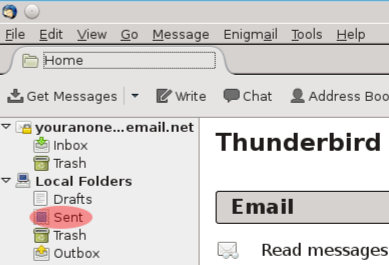 File Edit View Go Message Enigmail Tools Help
Home
Get Messages Write Chat Address Boo
youranone...email.net
Inbox
Trash
Local Folders
Drafts
Sent
Trash
Outbox
Thunderbird
Email
Read messages